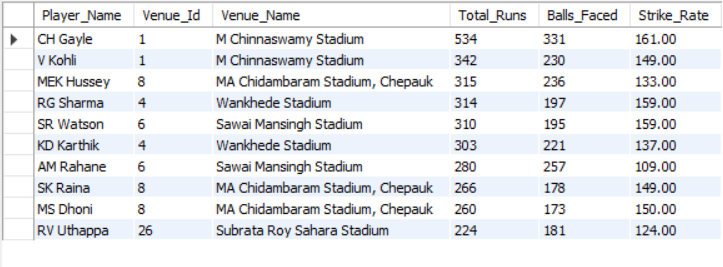 Player_Name Venue_Id Venue_Name Total_Runs Balls_Faced Strike_Rate
CH Gayle 1 M Chinnaswamy Stadium 534 331 161.00
V Kohli 1 M Chinnaswamy Stadium 342 230 149.00
MEK Hussey 8 MA Chidambaram Stadium, Chepauk 315 236 133.00
RG Sharma 4 Wankhede Stadium 314 197 159.00
SR Watson 6 Sawai Mansingh Stadium 310 195 159.00
KD Karthik 4 Wankhede Stadium 303 221 137.00
AM Rahane 6 Sawai Mansingh Stadium 280 257 109.00
SK Raina 8 MA Chidambaram Stadium, Chepauk 266 178 149.00
MS Dhoni 8 MA Chidambaram Stadium, Chepauk 260 173 150.00
RV Uthappa 26 Subrata Roy Sahara Stadium 224 181 124.00